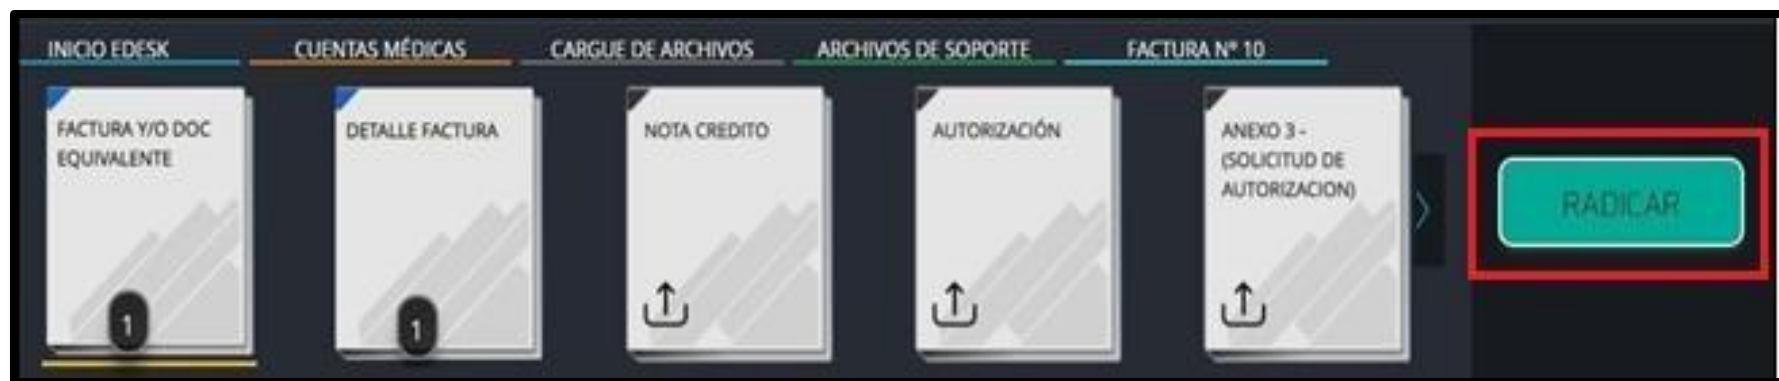 INICIO EDESK
CUENTAS MÉDICAS
CARGUE DE ARCHIVOS
ARCHIVOS DE SOPORTE
FACTURA Nº 10
FACTURA Y/O DOC
EQUIVALENTE
1
DETALLE FACTURA
1
NOTA CREDITO
AUTORIZACIÓN
ANEXO 3 -
(SOLICITUD DE
AUTORIZACION)
RADICAR